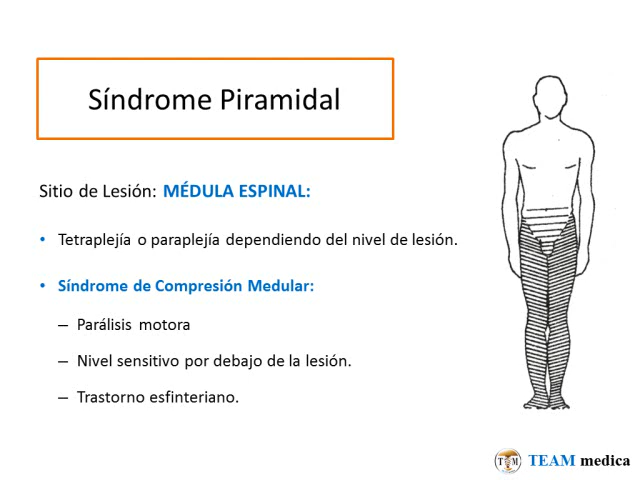 Síndrome Piramidal
Sitio de Lesión: MÉDULA ESPINAL:
• Tetraplejía o paraplejía dependiendo del nivel de lesión.
• Síndrome de Compresión Medular:
– Parálisis motora
– Nivel sensitivo por debajo de la lesión.
– Trastorno esfinteriano.
TEAM medica